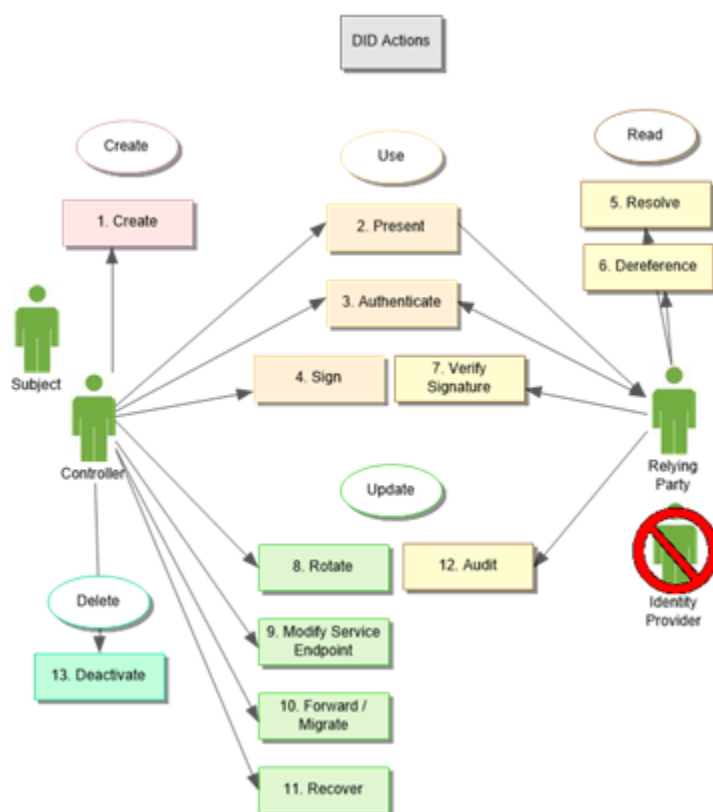 DID Actions
Create
Use
Read
1. Create
2. Present
5. Resolve
6. Dereference
3. Authenticate
Subject
4. Sign
7. Verify
Signature
Controller
Relying
Party
Update
8. Rotate
12. Audit
Delete
Identity
Provider
9. Modify Service
Endpoint
13. Deactivate
10. Forward /
Migrate
11. Recover